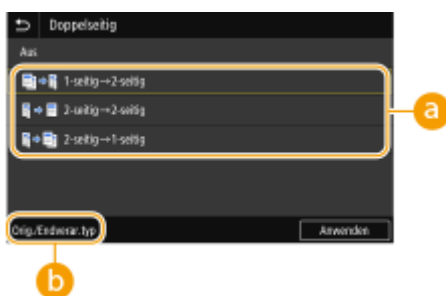 Doppelseitig
Aus
1-seitig→2-seitig
2-seitig→2-seitig
2-seitig→1-seitig
Orig./Endverar.typ
Anwenden
a
b